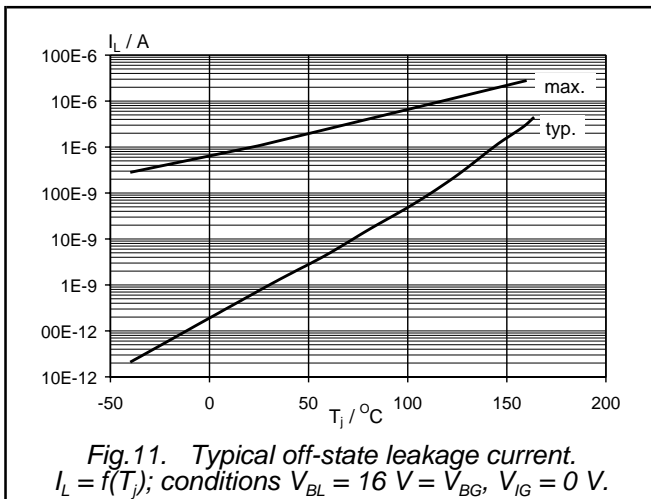 I_L / A
100E-6
10E-6
1E-6
100E-9
10E-9
1E-9
00E-12
10E-12
max.
typ.
-50 0 50 100 150 200
T_j / °C
Fig.11. Typical off-state leakage current.
I_L = f(T_j); conditions V_BL = 16 V = V_BG, V_IG = 0 V.